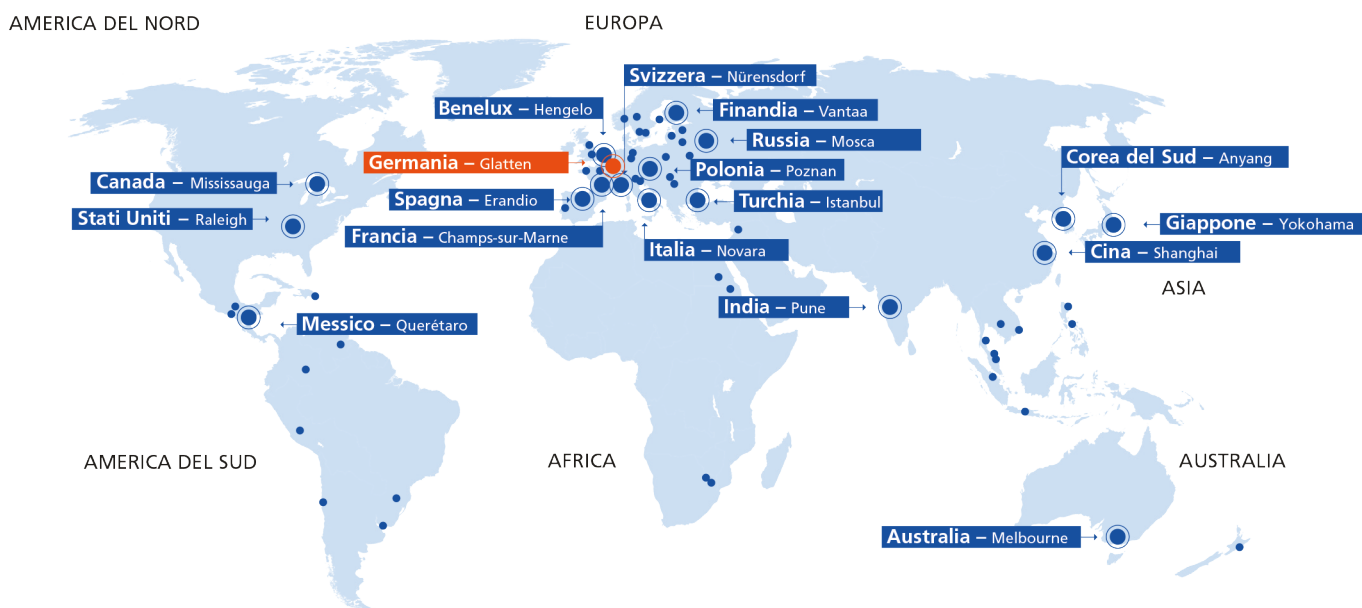 AMERICA DEL NORD
EUROPA
Svizzera – Nürensdorf
Benelux – Hengelo
Finandia – Vantaa
Russia – Mosca
Germania – Glatten
Corea del Sud – Anyang
Polonia – Poznan
Canada – Mississauga
Spagna – Erandio
Turchia – Istanbul
Stati Uniti – Raleigh
Giappone – Yokohama
Francia – Champs-sur-Marne
Italia – Novara
Cina – Shanghai
ASIA
India – Pune
Messico – Querétaro
AMERICA DEL SUD
AFRICA
AUSTRALIA
Australia – Melbourne